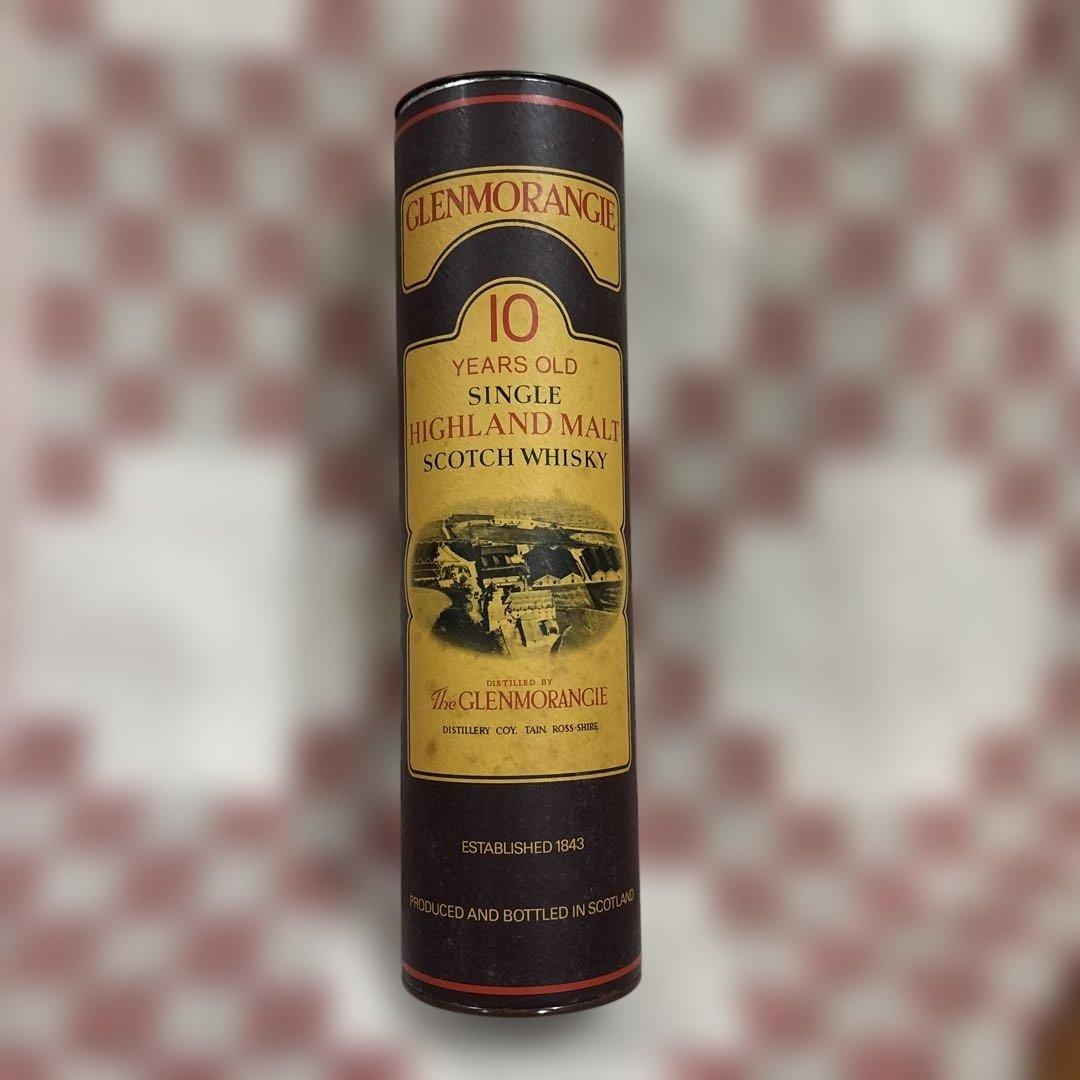 GLENMORANGIE
10
YEARS OLD
SINGLE
HIGHLAND MALT
SCOTCH WHISKY
DISTILLED BY
The GLENMORANGIE
DISTILLERY COY. TAIN. ROSS-SHIRE
ESTABLISHED 1843
PRODUCED AND BOTTLED IN SCOTLAND